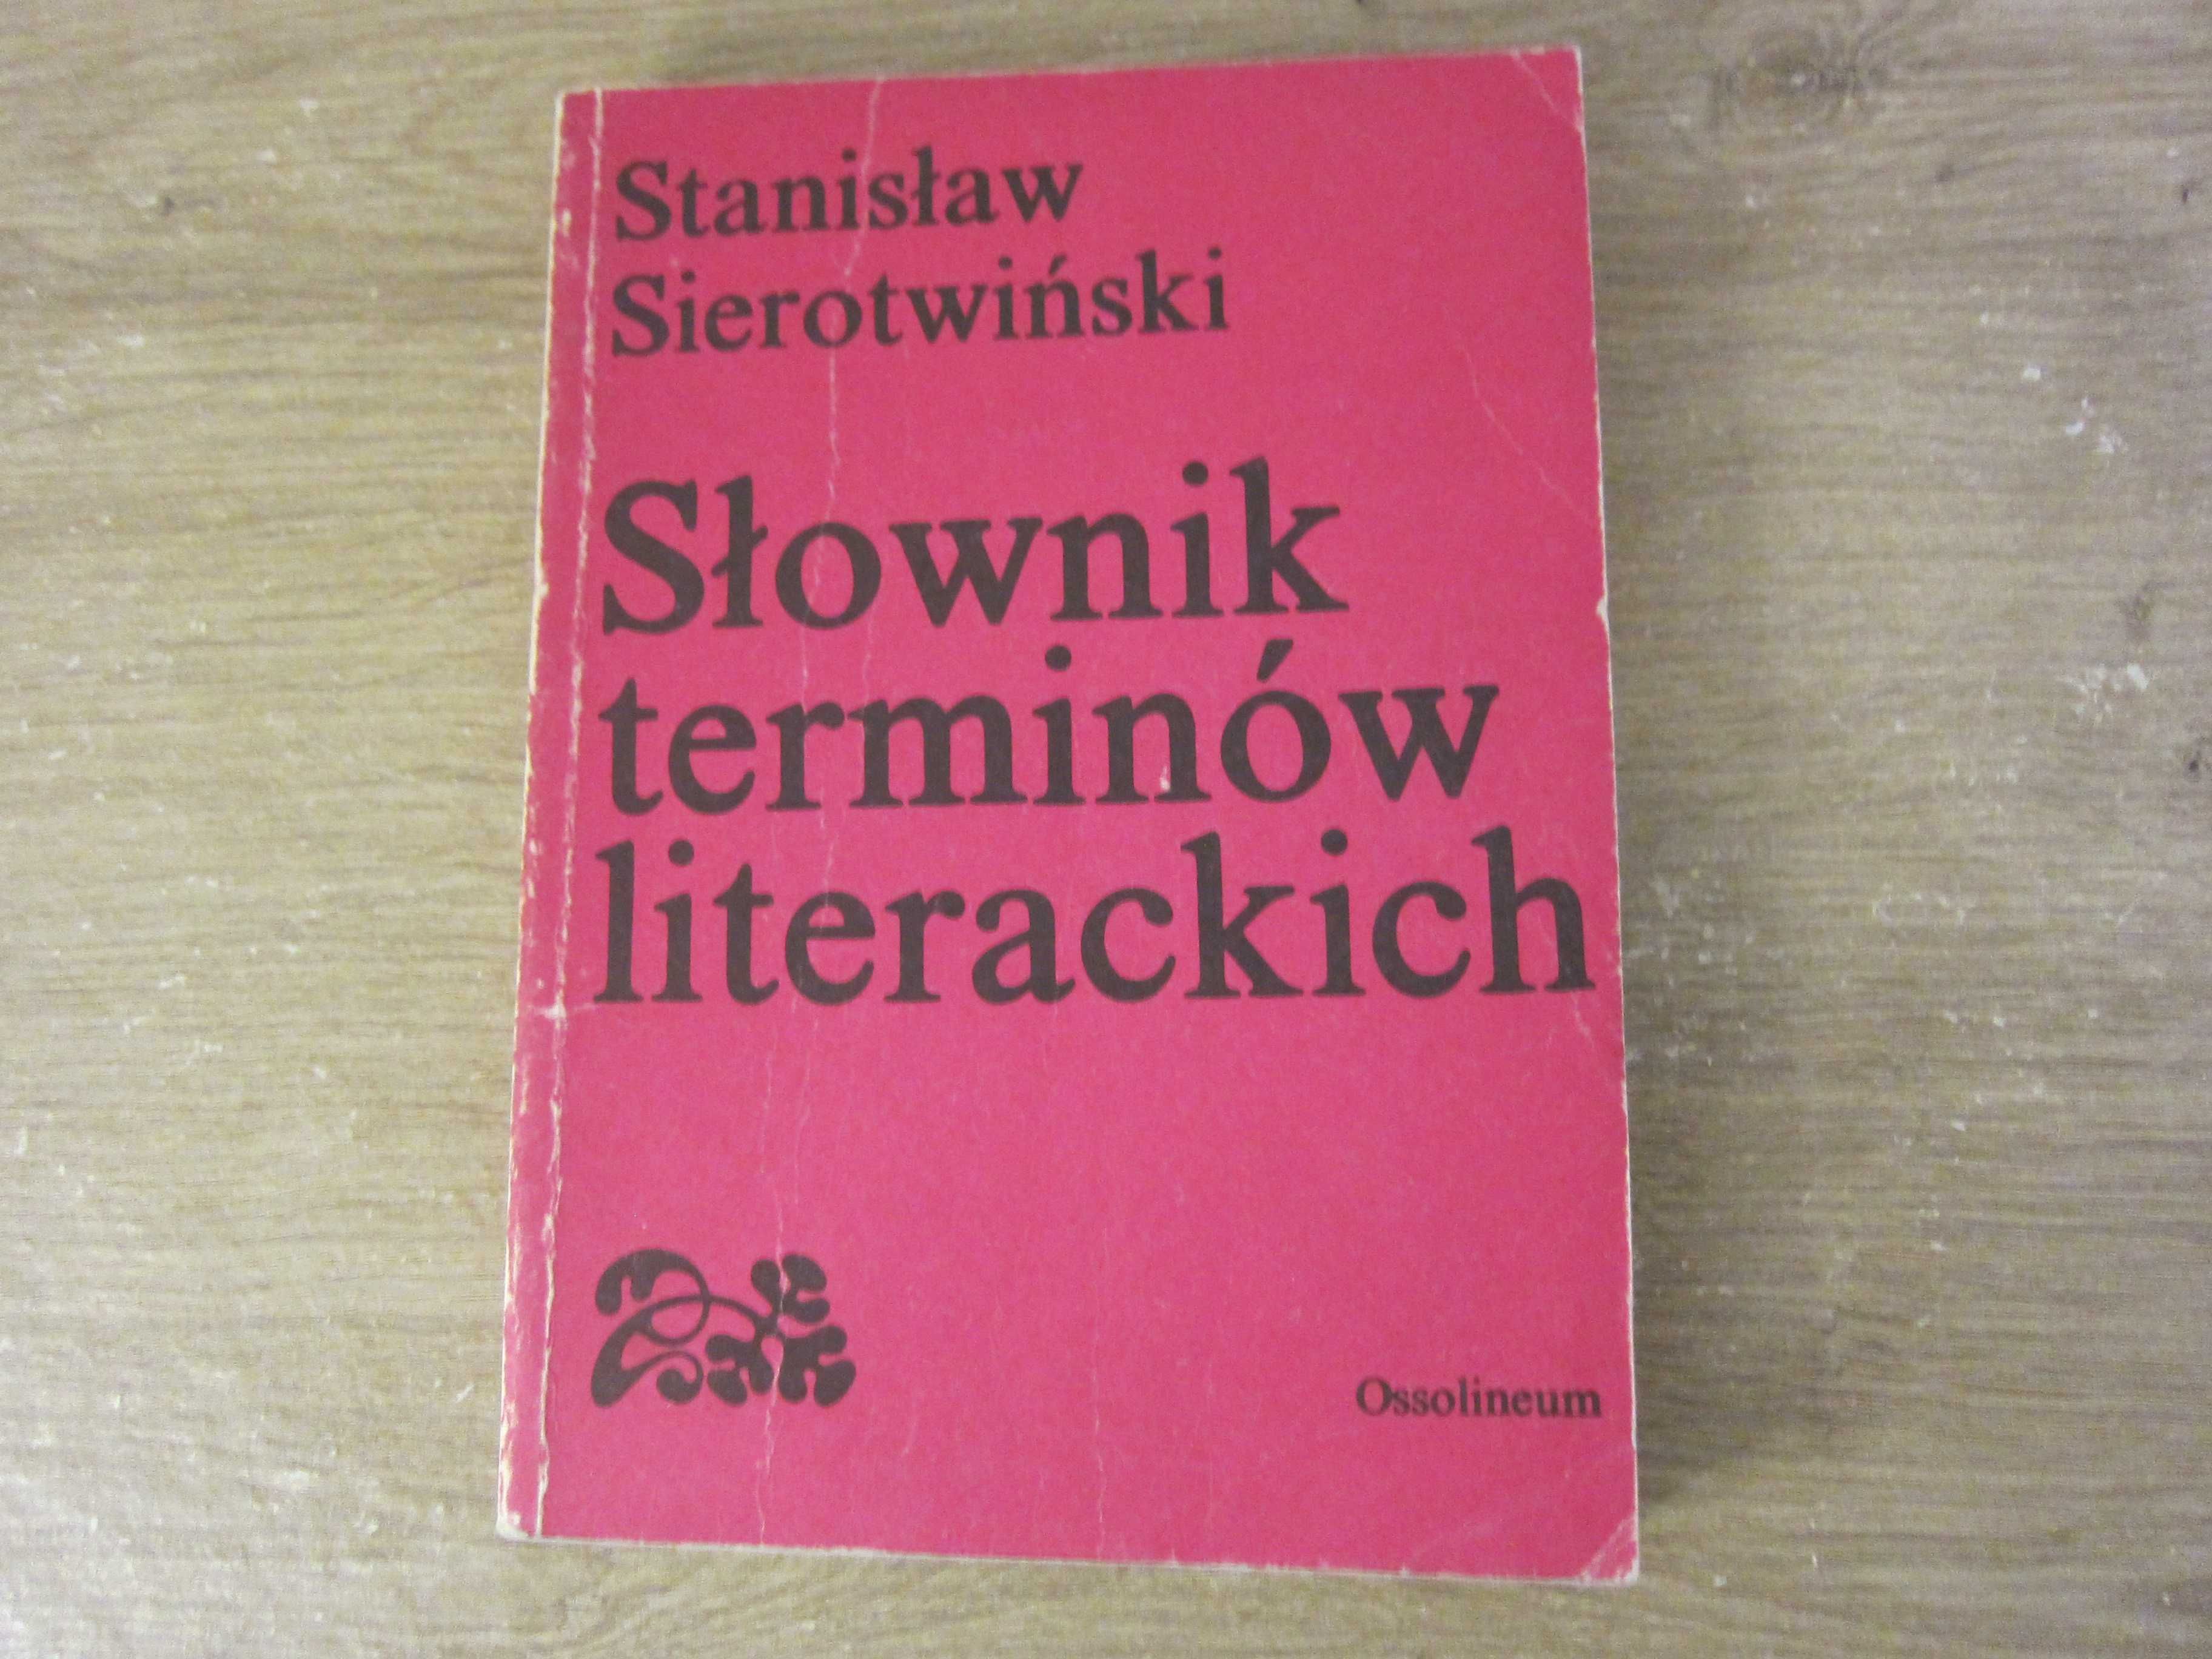 Stanisław
Sierotwiński
Słownik
terminów
literackich
Ossolineum